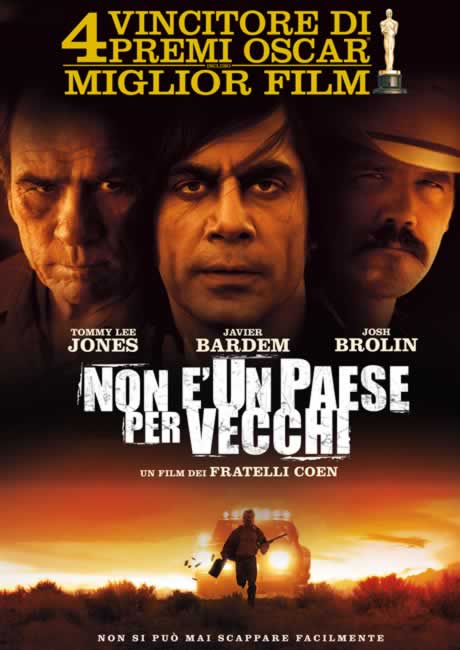 4 VINCITORE DI
PREMI OSCAR
INCLUSO
MIGLIOR FILM
TOMMY LEE JONES
JAVIER BARDEM
JOSH BROLIN
NON E' UN PAESE
PER VECCHI
UN FILM DEI FRATELLI COEN
NON SI PUÒ MAI SCAPPARE FACILMENTE